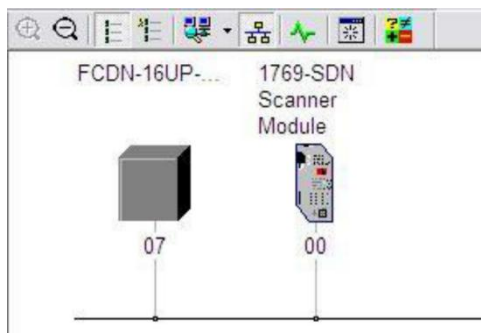 FCDN-16UP-...
1769-SDN
Scanner
Module
07
00